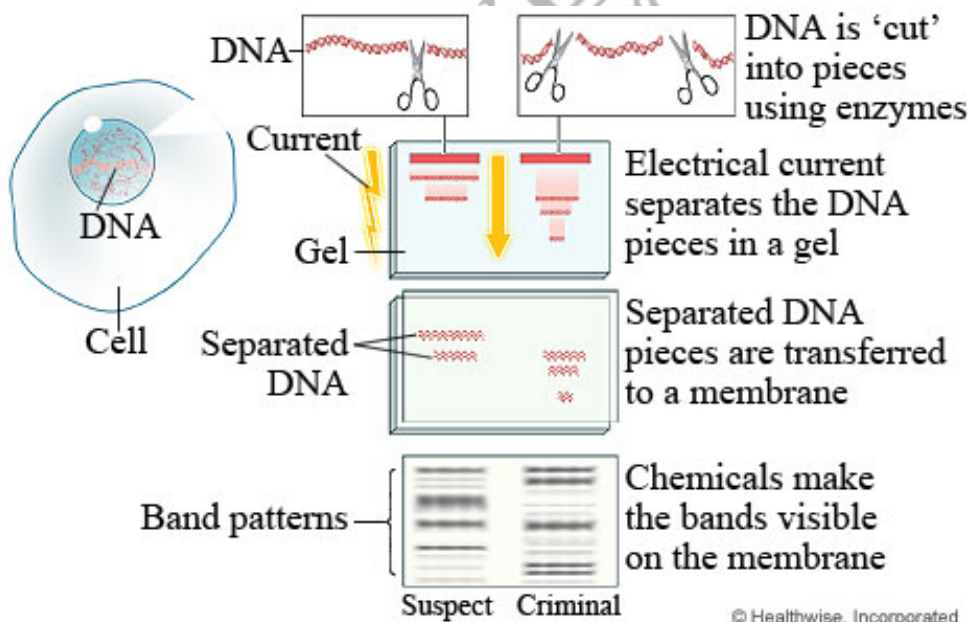 DNA
DNA is ‘cut’
into pieces
using enzymes
Current
Electrical current
separates the DNA
pieces in a gel
Gel
DNA
Cell
Separated
DNA
Separated DNA
pieces are transferred
to a membrane
Band patterns
Chemicals make
the bands visible
on the membrane
Suspect Criminal
© Healthwise, Incorporated